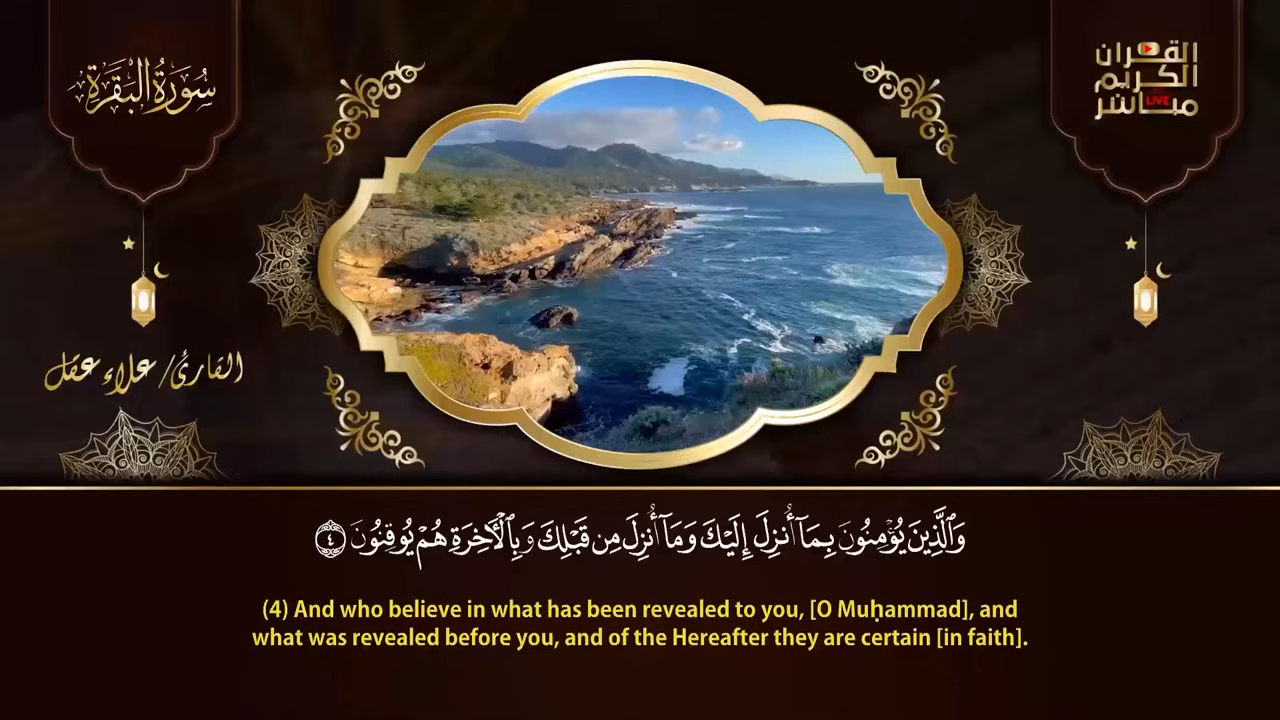 سُورَةُ البَقَرَةِ
القرآن
الكريم
مباشر
LIVE
القارئ/ علاء عقل
وَٱلَّذِينَ يُؤْمِنُونَ بِمَآ أُنزِلَ إِلَيْكَ وَمَآ أُنزِلَ مِن قَبْلِكَ وَبِٱلْأَخِرَةِ هُمْ يُوقِنُونَ ٤
(4) And who believe in what has been revealed to you, [O Muḥammad], and
what was revealed before you, and of the Hereafter they are certain [in faith].